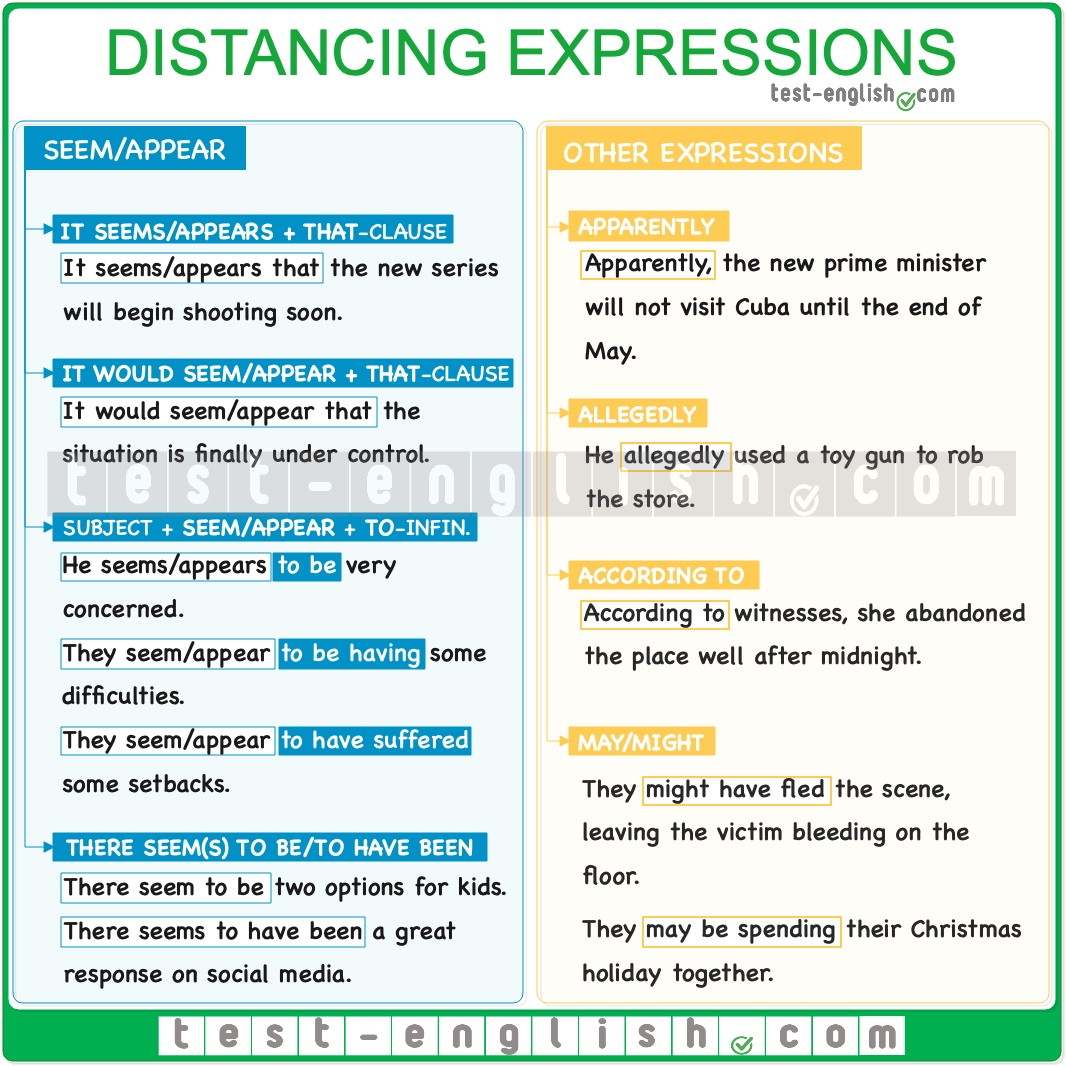 DISTANCING EXPRESSIONS
test-english.com
SEEM/APPEAR
IT SEEMS/APPEARS + THAT-CLAUSE
It seems/appears that the new series
will begin shooting soon.
IT WOULD SEEM/APPEAR + THAT-CLAUSE
It would seem/appear that the
situation is finally under control.
SUBJECT + SEEM/APPEAR + TO-INFIN.
He seems/appears to be very
concerned.
They seem/appear to be having some
difficulties.
They seem/appear to have suffered
some setbacks.
THERE SEEM(S) TO BE/TO HAVE BEEN
There seem to be two options for kids.
There seems to have been a great
response on social media.
OTHER EXPRESSIONS
APPARENTLY
Apparently, the new prime minister
will not visit Cuba until the end of
May.
ALLEGEDLY
He allegedly used a toy gun to rob
the store.
ACCORDING TO
According to witnesses, she abandoned
the place well after midnight.
MAY/MIGHT
They might have fled the scene,
leaving the victim bleeding on the
floor.
They may be spending their Christmas
holiday together.
test-english.com
test-english.com